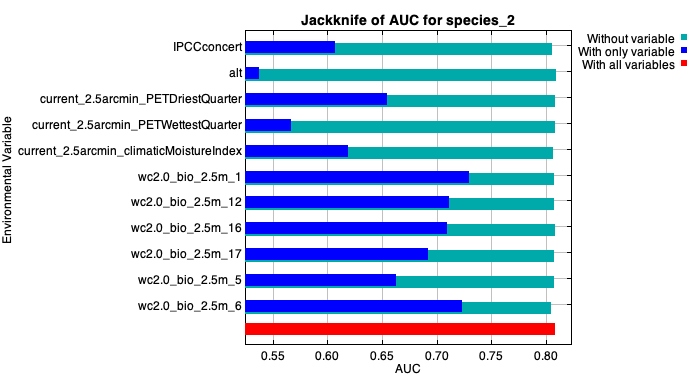 Jackknife of AUC for species_2
Without variable
With only variable
With all variables
Environmental Variable
IPCCconcert
alt
current_2.5arcmin_PETDriestQuarter
current_2.5arcmin_PETWettestQuarter
current_2.5arcmin_climaticMoistureIndex
wc2.0_bio_2.5m_1
wc2.0_bio_2.5m_12
wc2.0_bio_2.5m_16
wc2.0_bio_2.5m_17
wc2.0_bio_2.5m_5
wc2.0_bio_2.5m_6
0.55 0.60 0.65 0.70 0.75 0.80
AUC